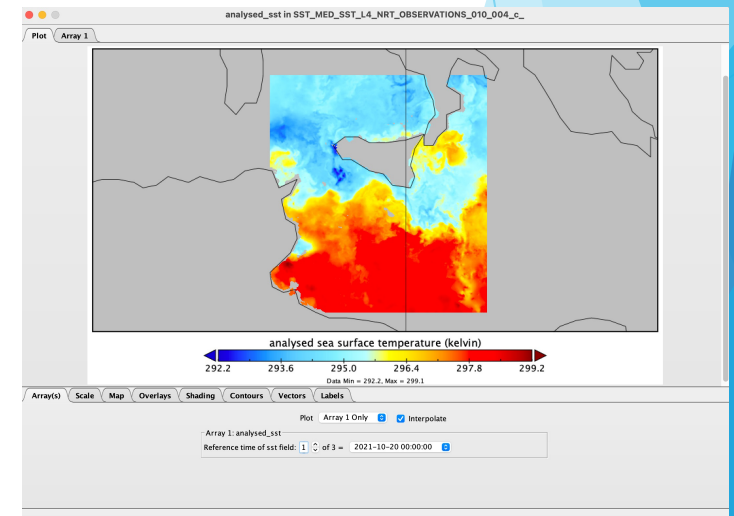 analysed_sst in SST_MED_SST_L4_NRT_OBSERVATIONS_010_004_c_
Plot Array 1
analysed sea surface temperature (kelvin)
292.2 293.6 295.0 296.4 297.8 299.2
Data Min = 292.2, Max = 299.1
Array(s) Scale Map Overlays Shading Contours Vectors Labels
Plot Array 1 Only Interpolate
Array 1: analysed_sst
Reference time of sst field: 1 of 3 = 2021-10-20 00:00:00